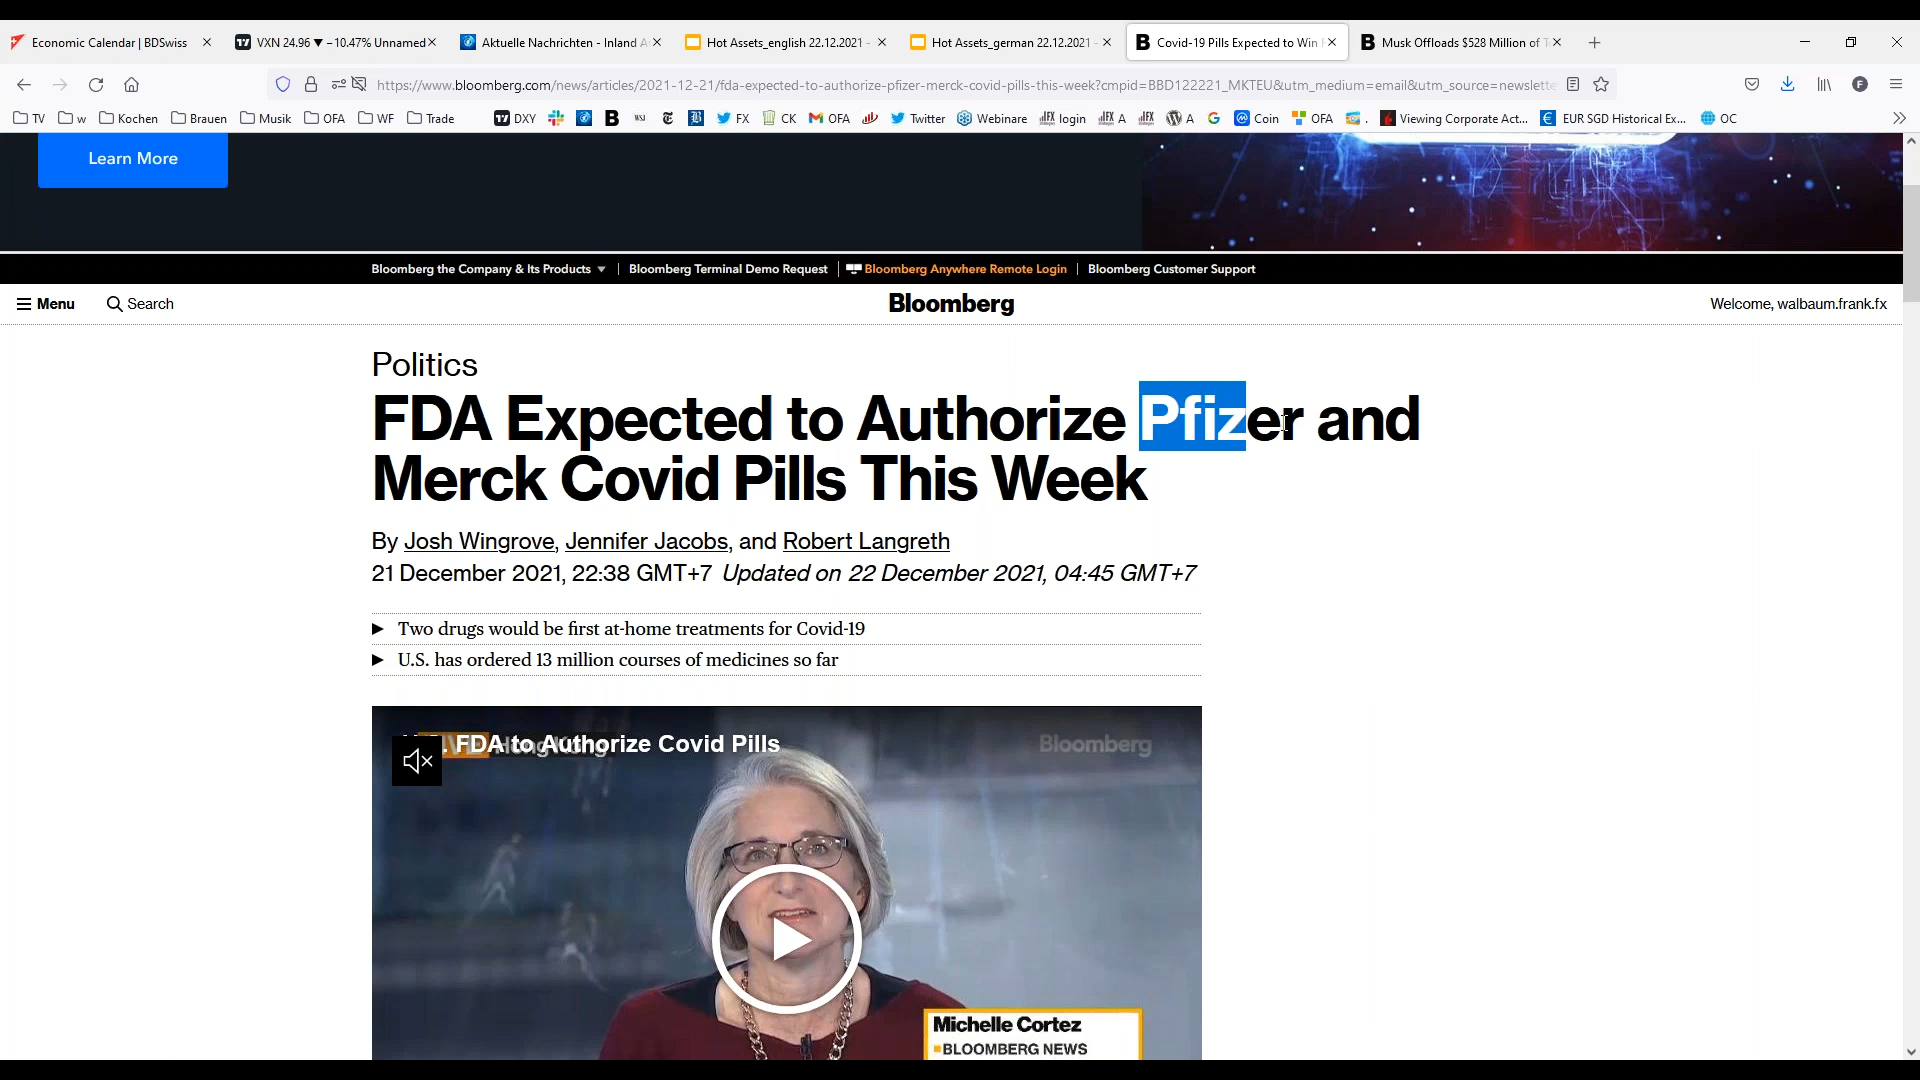 Economic Calendar | BDSwiss
VXN 24.96 ▼ −10.47% Unnamed
Aktuelle Nachrichten - Inland A
Hot Assets_english 22.12.2021 -
Hot Assets_german 22.12.2021 -
Covid-19 Pills Expected to Win F
Musk Offloads $528 Million of T
https://www.bloomberg.com/news/articles/2021-12-21/fda-expected-to-authorize-pfizer-merck-covid-pills-this-week?cmpid=BBD122221_MKTEU&utm_medium=email&utm_source=newslette
F
TV w Kochen Brauen Musik OFA WF Trade DXY WSJ FX CK OFA Twitter Webinare login A A G Coin OFA . Viewing Corporate Act... EUR SGD Historical Ex... OC
Learn More
Bloomberg the Company & Its Products ▼ | Bloomberg Terminal Demo Request | Bloomberg Anywhere Remote Login | Bloomberg Customer Support
Menu Search Bloomberg Welcome, walbaum.frank.fx
Politics
FDA Expected to Authorize Pfizer and
Merck Covid Pills This Week
By Josh Wingrove, Jennifer Jacobs, and Robert Langreth
21 December 2021, 22:38 GMT+7 Updated on 22 December 2021, 04:45 GMT+7
Two drugs would be first at-home treatments for Covid-19
U.S. has ordered 13 million courses of medicines so far
FDA to Authorize Covid Pills
Hong Kong
Bloomberg
Michelle Cortez
BLOOMBERG NEWS